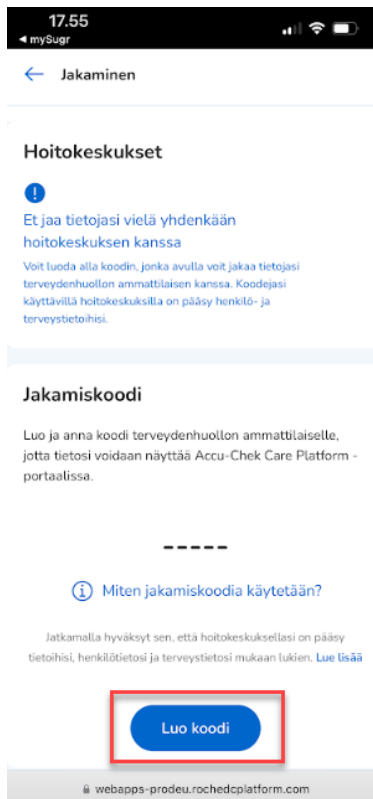 17.55
◀ mySugr
← Jakaminen
Hoitokeskukset
Et jaa tietojasi vielä yhdenkään
hoitokeskuksen kanssa
Voit luoda alla koodin, jonka avulla voit jakaa tietojasi
terveydenhuollon ammattilaisen kanssa. Koodejasi
käyttävillä hoitokeskuksilla on pääsy henkilö- ja
terveystietoihisi.
Jakamiskoodi
Luo ja anna koodi terveydenhuollon ammattilaiselle,
jotta tietosi voidaan näyttää Accu-Chek Care Platform -
portaalissa.
-----
Miten jakamiskoodia käytetään?
Jatkamalla hyväksyt sen, että hoitokeskuksellasi on pääsy
tietoihisi, henkilötietosi ja terveystietosi mukaan lukien. Lue lisää
Luo koodi
webapps-prodeu.rochedcplatform.com